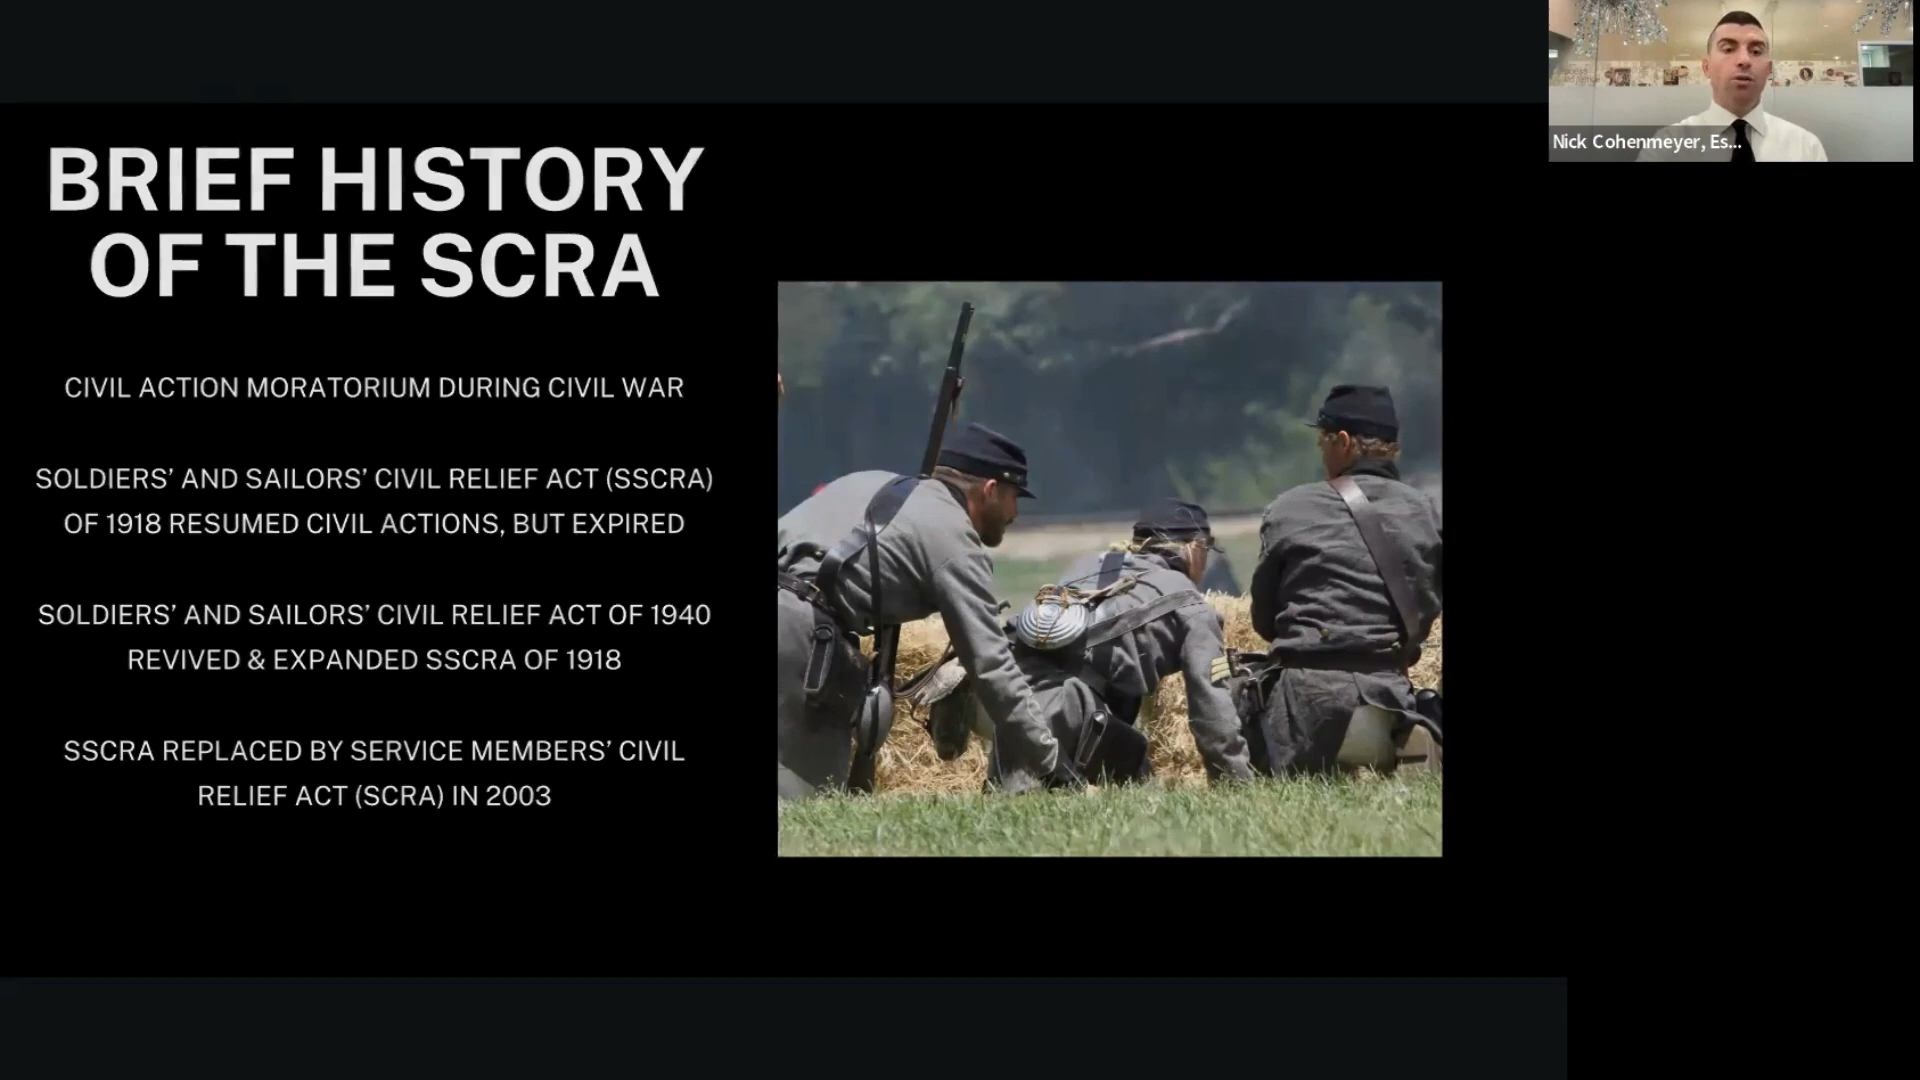 BRIEF HISTORY
OF THE SCRA
CIVIL ACTION MORATORIUM DURING CIVIL WAR
SOLDIERS’ AND SAILORS’ CIVIL RELIEF ACT (SSCRA)
OF 1918 RESUMED CIVIL ACTIONS, BUT EXPIRED
SOLDIERS’ AND SAILORS’ CIVIL RELIEF ACT OF 1940
REVIVED & EXPANDED SSCRA OF 1918
SSCRA REPLACED BY SERVICE MEMBERS’ CIVIL
RELIEF ACT (SCRA) IN 2003
Nick Cohenmeyer, Es...